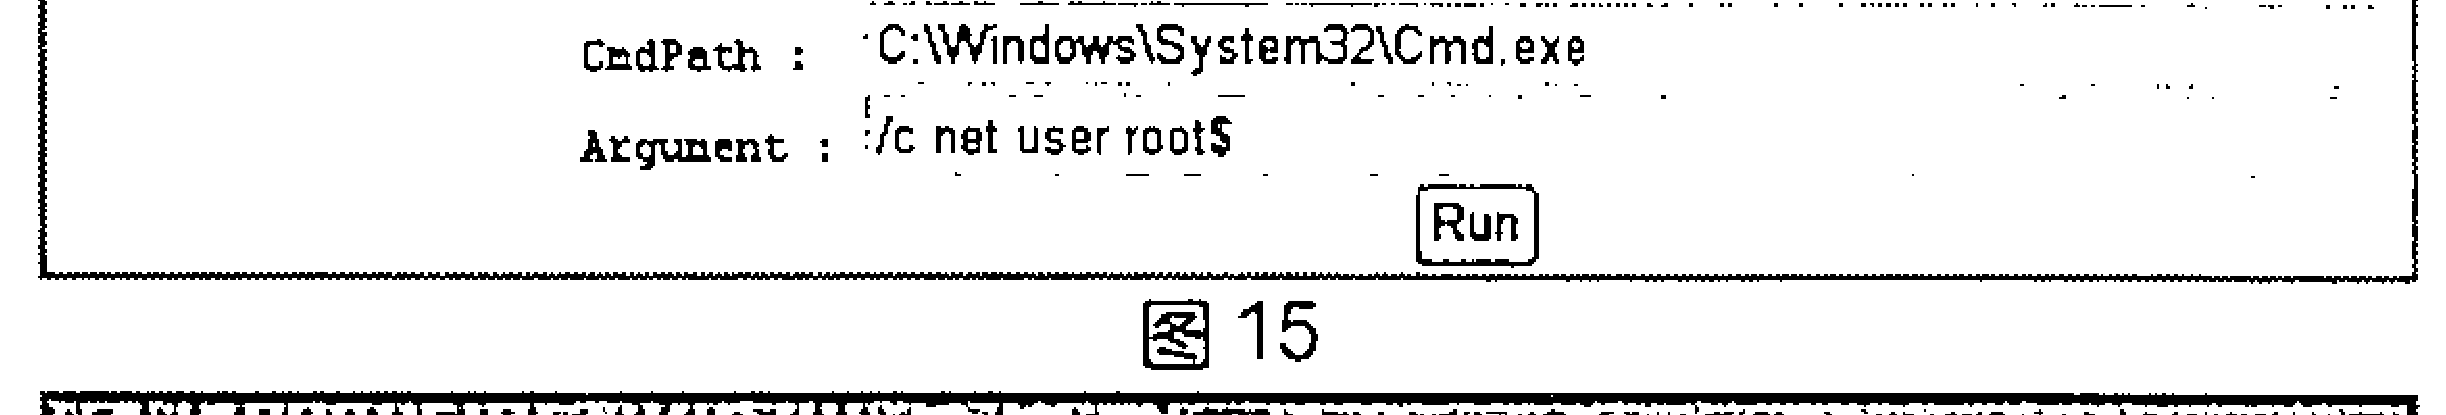 CmdPath : C:\Windows\System32\Cmd.exe
Argument : /c net user root$
Run
图 15